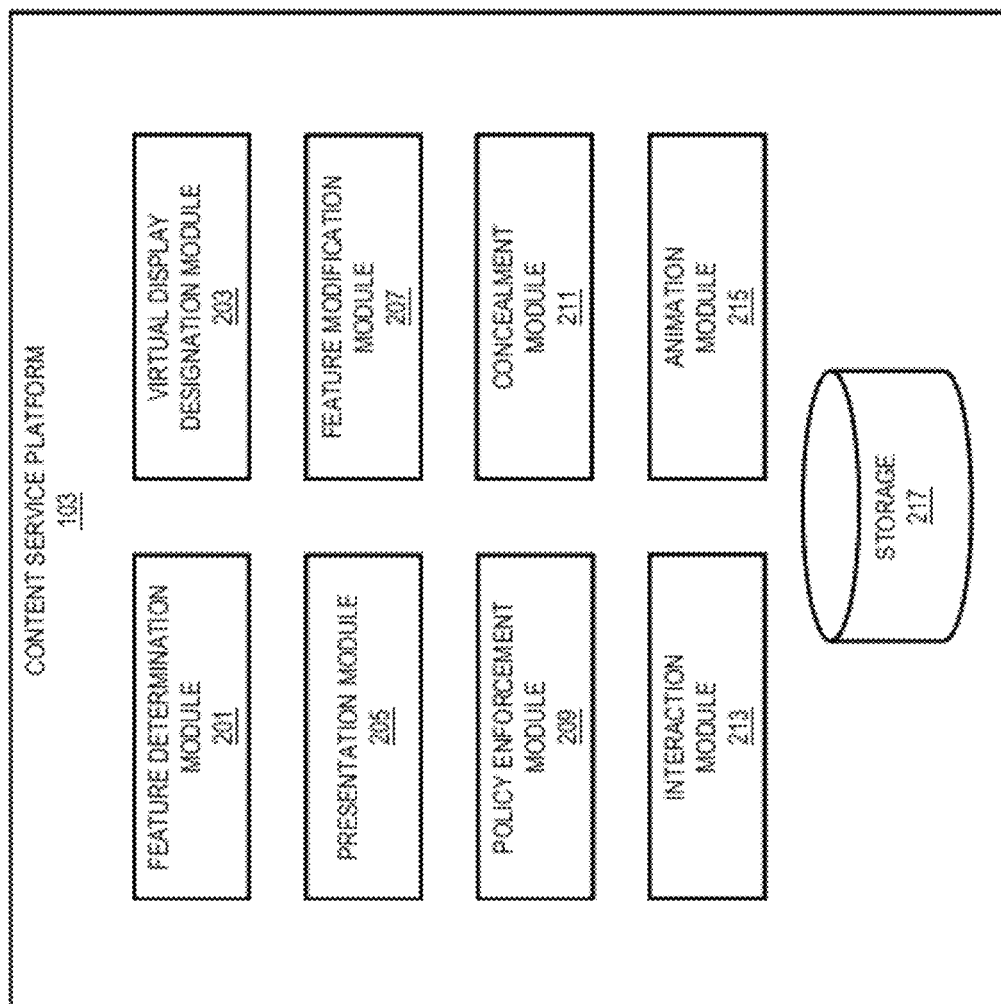 CONTENT SERVICE PLATFORM
103
FEATURE DETERMINATION
MODULE
201
VIRTUAL DISPLAY
DESIGNATION MODULE
203
PRESENTATION MODULE
205
FEATURE MODIFICATION
MODULE
207
POLICY ENFORCEMENT
MODULE
209
CONCEALMENT
MODULE
211
INTERACTION
MODULE
213
ANIMATION
MODULE
215
STORAGE
217